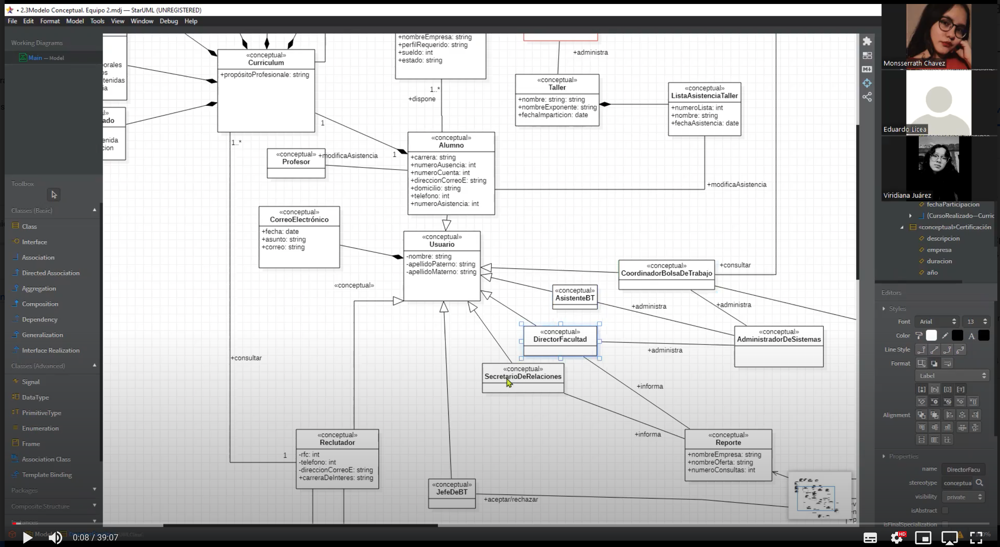 • 2.3Modelo Conceptual. Equipo 2.mdj — StarUML (UNREGISTERED)
File Edit Format Model Tools View Window Debug Help
Working Diagrams
Main — Model
Toolbox
Classes (Basic)
Class
Interface
Association
Directed Association
Aggregation
Composition
Dependency
Generalization
Interface Realization
Classes (Advanced)
Signal
DataType
PrimitiveType
Enumeration
Frame
Association Class
Template Binding
Packages
Composite Structure
Instances
orales
os
tenidas
ia
l»
ado
enida
cion
«conceptual»
Curriculum
+propósitoProfesionale: string
+nombreEmpresa: string
+perfilRequerido: string
+sueldo: int
+estado: string
1..*
+dispone
+administra
«conceptual»
Taller
+nombre: string: string
+nombreExponente: string
+fechaImparticion: date
«conceptual»
ListaAsistenciaTaller
+numeroLista: int
+nombre: string
+fechaAsistencia: date
1
1..*
«conceptual»
Profesor
+modificaAsistencia
1
«conceptual»
Alumno
+carrera: string
+numeroAusencia: int
+numeroCuenta: int
+direccionCorreoE: string
+domicilio: string
+telefono: int
+numeroAsistencia: int
+modificaAsistencia
«conceptual»
CorreoElectrónico
+fecha: date
+asunto: string
+correo: string
«conceptual»
Usuario
-nombre: string
-apellidoPaterno: string
-apellidoMaterno: string
«conceptual»
«conceptual»
CoordinadorBolsaDeTrabajo
+consultar
«conceptual»
AsistenteBT
+administra
+administra
«conceptual»
DirectorFacultad
+administra
«conceptual»
AdministradorDeSistemas
+consultar
«conceptual»
SecretarioDeRelaciones
+informa
+informa
«conceptual»
Reclutador
-rfc: int
-telefono: int
-direccionCorreoE: string
+carreraDeInteres: string
1
«conceptual»
Reporte
+nombreEmpresa: string
+nombreOferta: string
+numeroConsultas: int
«conceptual»
JefeDeBT
+aceptar/rechazar
-v
-n
+p
Monsserrath Chavez
Eduardo Licea
Viridiana Juárez
fechaParticipacion
(CursoRealizado—Curric
«conceptual»Certificación
descripcion
empresa
duracion
año
Editors
Styles
Font Arial 13
Color
Line Style
Format
Label
Alignment
Properties
name DirectorFacu
stereotype conceptua
visibility private
isAbstract
isFinalSpecialization
Model
0:08 / 39:07
HD